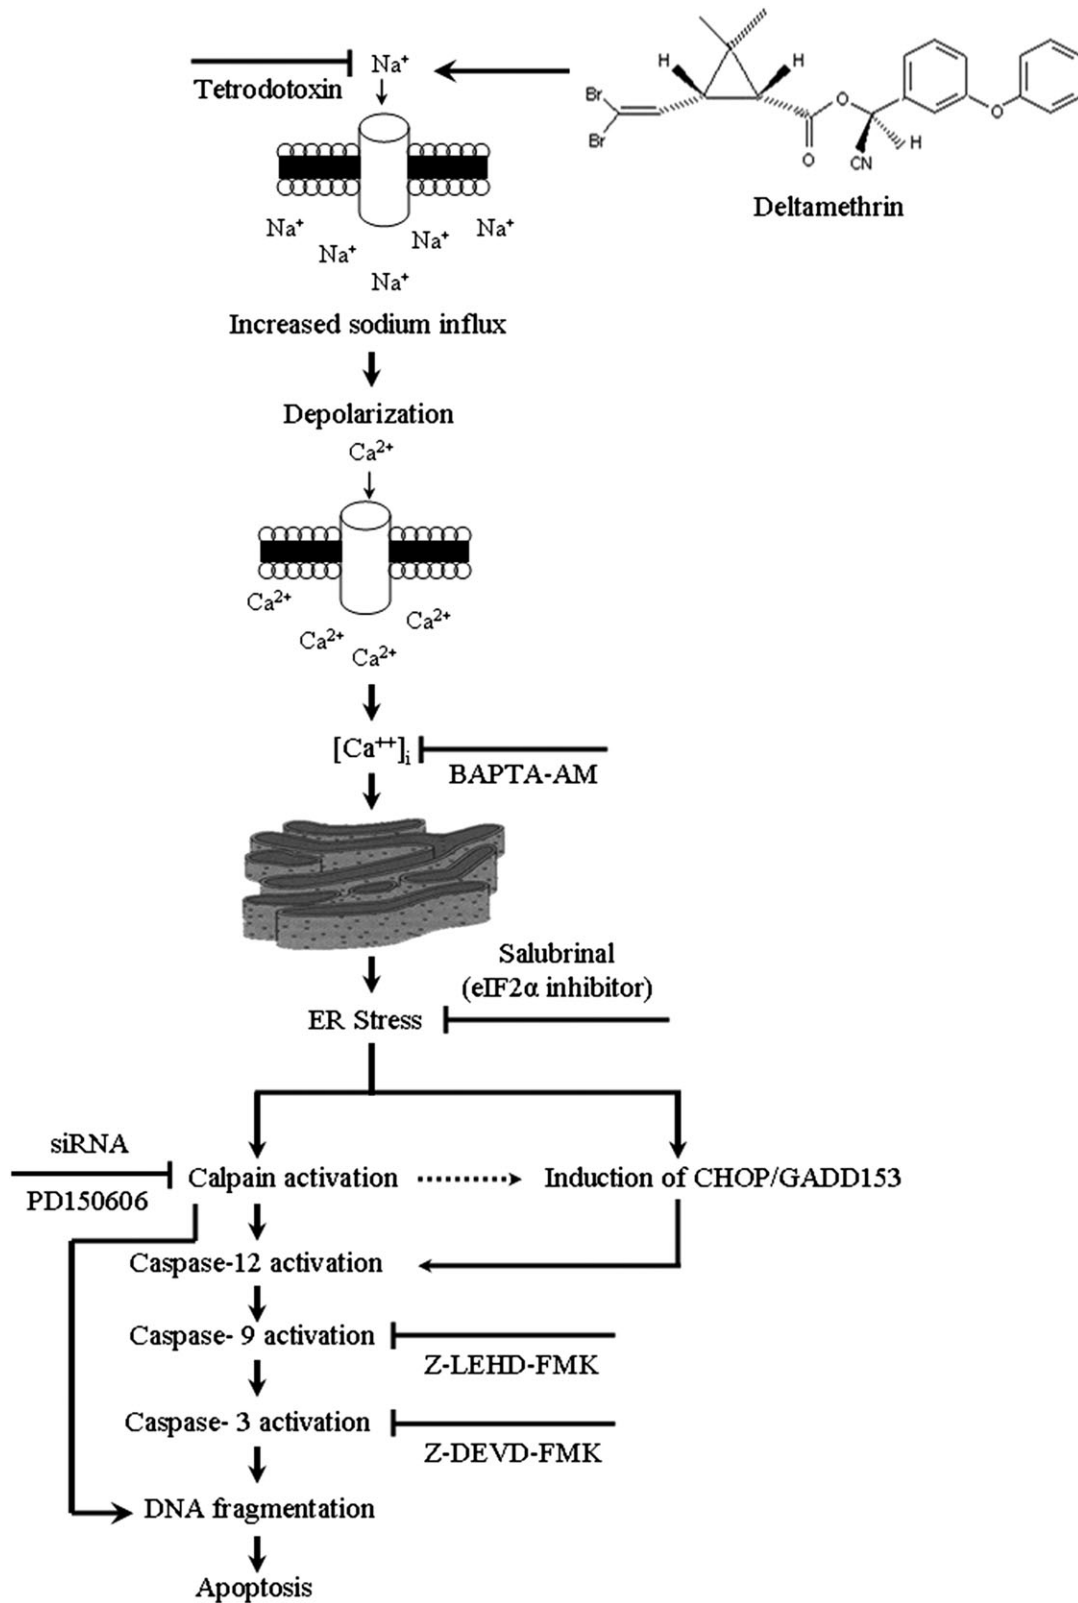 Na⁺
Tetrodotoxin
Br
Br
H
H
O
O
CN
H
O
Deltamethrin
Na⁺
Na⁺
Na⁺
Na⁺
Na⁺
Increased sodium influx
Depolarization
Ca²⁺
Ca²⁺
Ca²⁺
Ca²⁺
Ca²⁺
[Ca⁺⁺]ᵢ
BAPTA-AM
Salubrinal
(eIF2α inhibitor)
ER Stress
siRNA
PD150606
Calpain activation
Induction of CHOP/GADD153
Caspase-12 activation
Caspase- 9 activation
Z-LEHD-FMK
Caspase- 3 activation
Z-DEVD-FMK
DNA fragmentation
Apoptosis